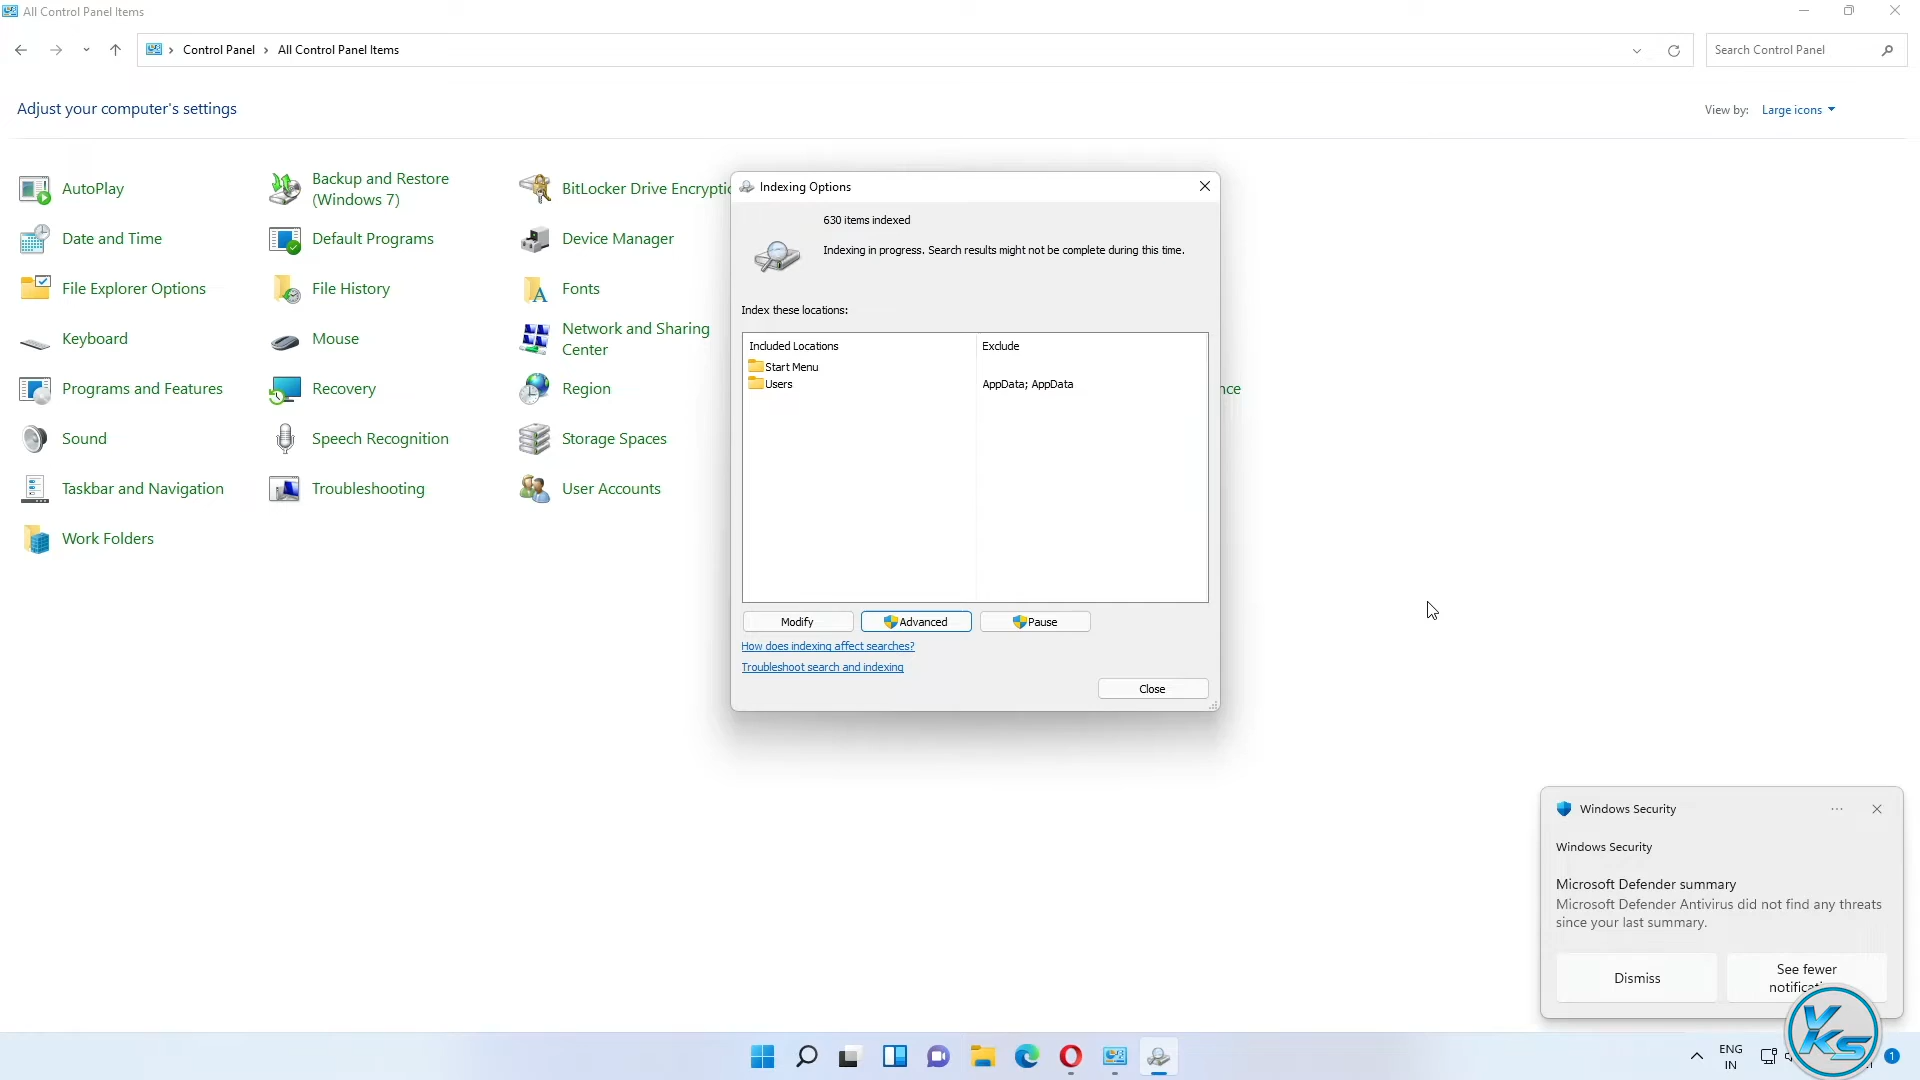 All Control Panel Items
Control Panel > All Control Panel Items
Search Control Panel
Adjust your computer's settings
View by: Large icons
AutoPlay
Backup and Restore
(Windows 7)
BitLocker Drive
Date and Time
Default Programs
Device Manager
File Explorer Options
File History
Fonts
Keyboard
Mouse
Network and Sharing
Center
Programs and Features
Recovery
Region
Sound
Speech Recognition
Storage Spaces
Taskbar and Navigation
Troubleshooting
User Accounts
Work Folders
Indexing Options
630 items indexed
Indexing in progress. Search results might not be complete during this time.
Index these locations:
Included Locations
Exclude
Start Menu
Users
AppData; AppData
Modify
Advanced
Pause
How does indexing affect searches?
Troubleshoot search and indexing
Close
Windows Security
Windows Security
Microsoft Defender summary
Microsoft Defender Antivirus did not find any threats
since your last summary.
Dismiss
See fewer
ENG
IN
YKS
1